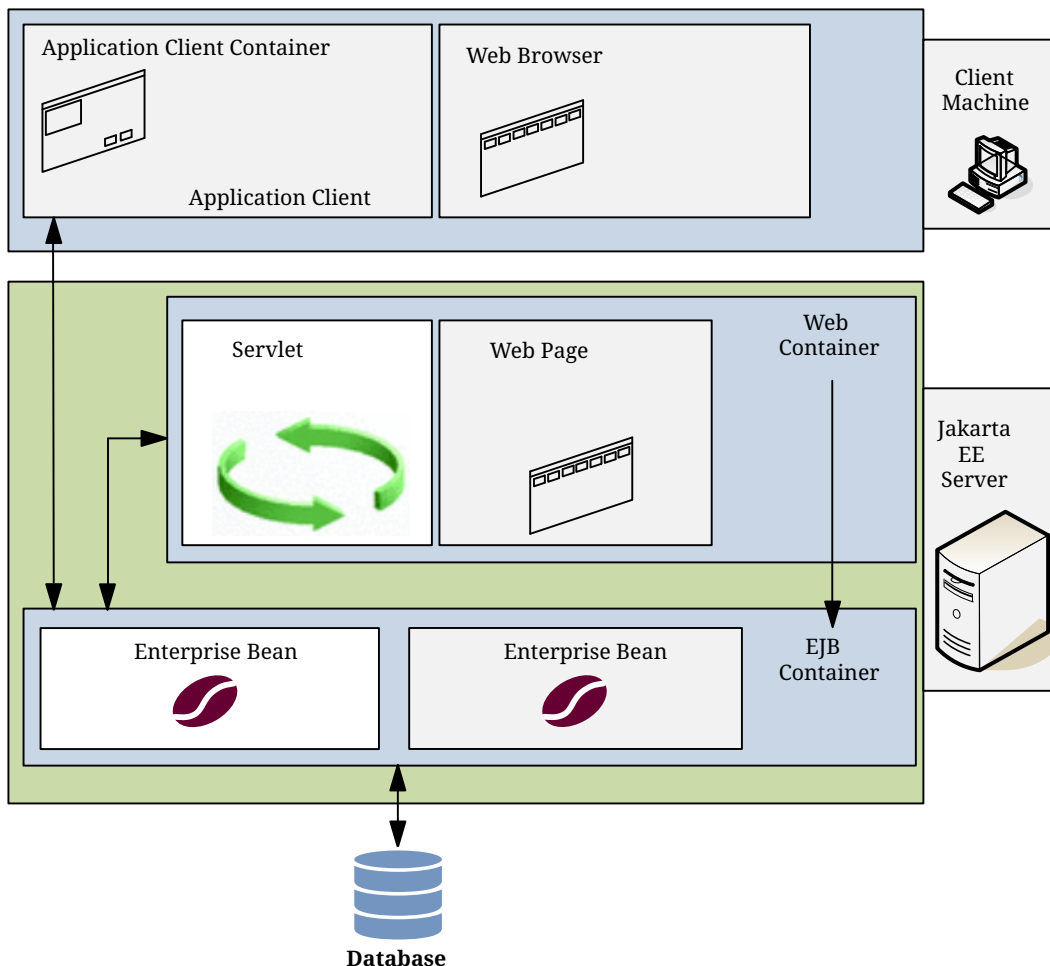 Application Client Container
Web Browser
Application Client
Client
Machine
Servlet
Web Page
Web
Container
Jakarta
EE
Server
Enterprise Bean
Enterprise Bean
EJB
Container
Database